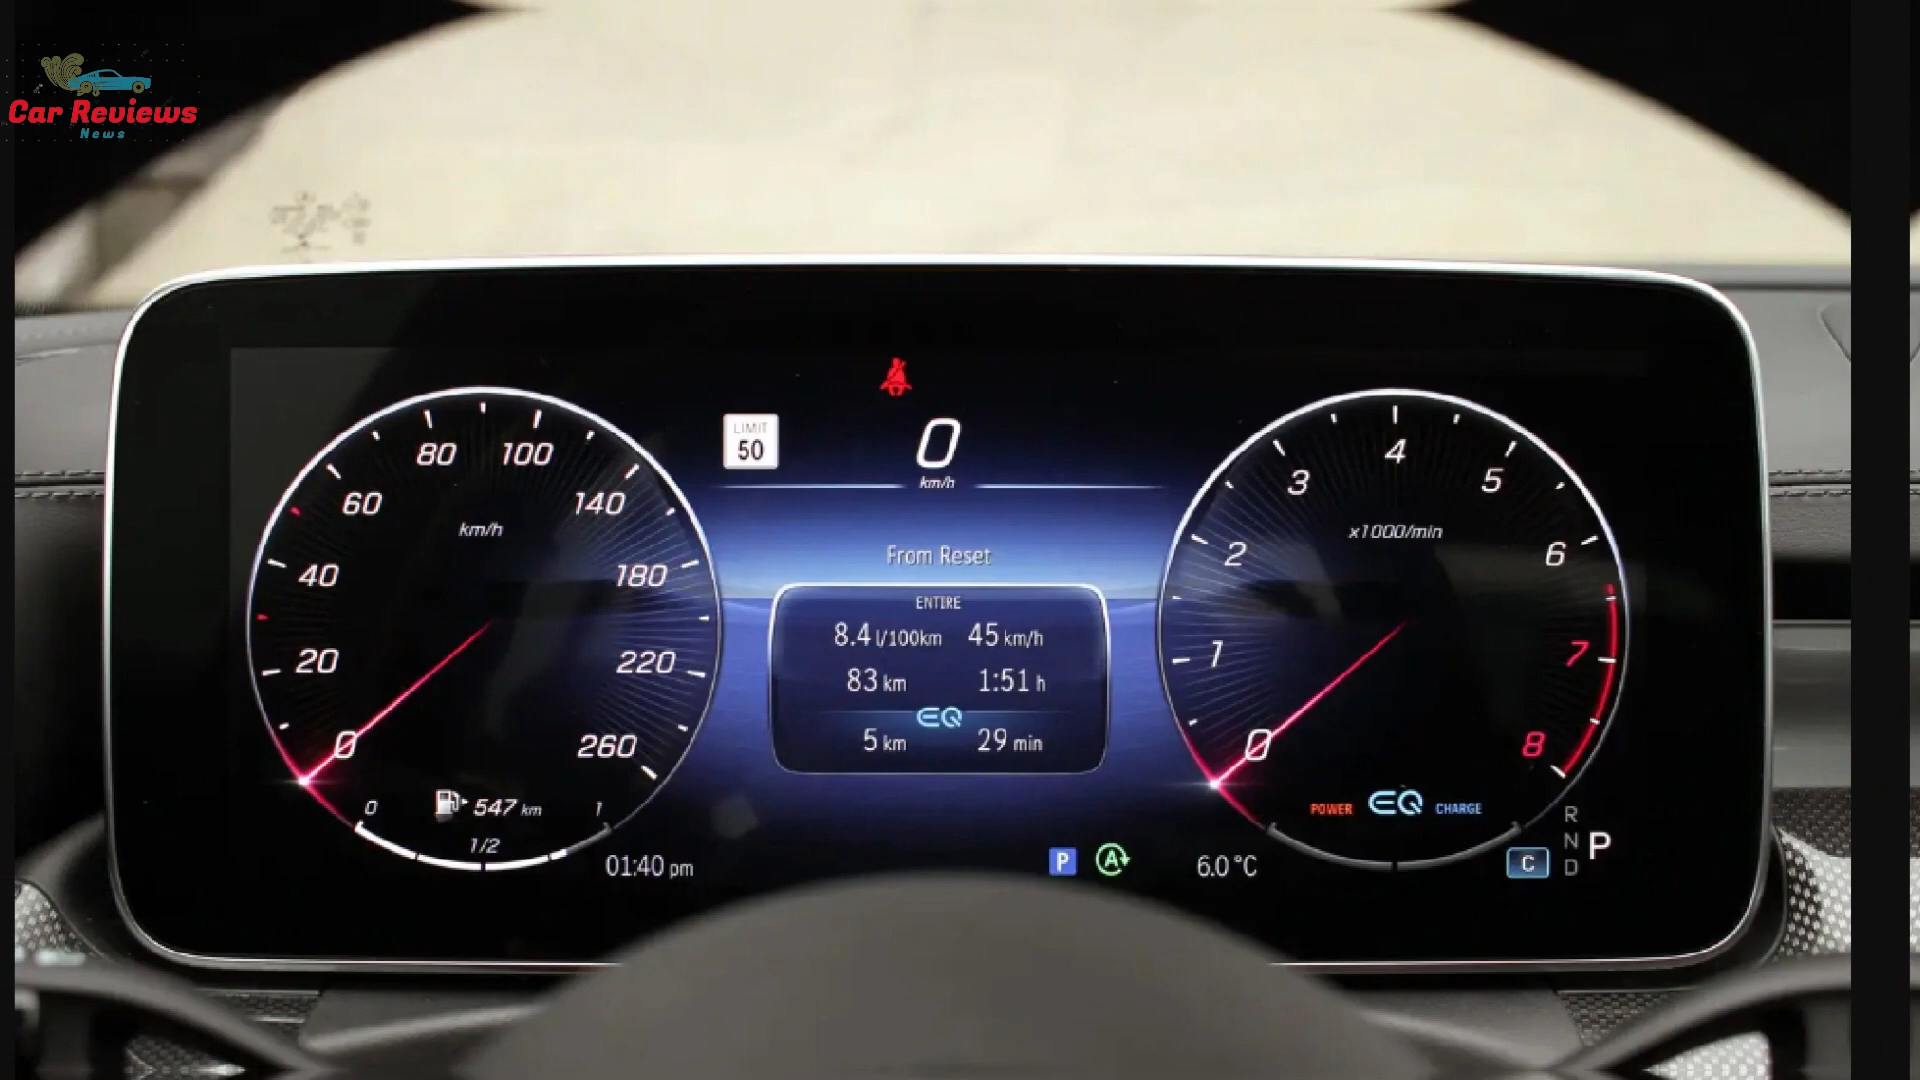 Car Reviews
News
LIMIT
50
0
km/h
80 100
60 140
km/h
40 180
20 220
0 260
0 547 km 1
1/2
01:40 pm
From Reset
ENTIRE
8.4 l/100km 45 km/h
83 km 1:51 h
EQ
5 km 29 min
P A
6.0 °C
4
3 5
x1000/min
2 6
1 7
0 8
POWER EQ CHARGE
R
N P
C D